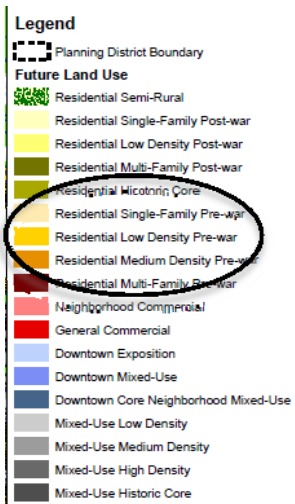 Legend
Planning District Boundary
Future Land Use
Residential Semi-Rural
Residential Single-Family Post-war
Residential Low Density Post-war
Residential Multi-Family Post-war
Residential Historic Core
Residential Single-Family Pre-war
Residential Low Density Pre-war
Residential Medium Density Pre-war
Residential Multi-Family Pre-war
Neighborhood Commercial
General Commercial
Downtown Exposition
Downtown Mixed-Use
Downtown Core Neighborhood Mixed-Use
Mixed-Use Low Density
Mixed-Use Medium Density
Mixed-Use High Density
Mixed-Use Historic Core